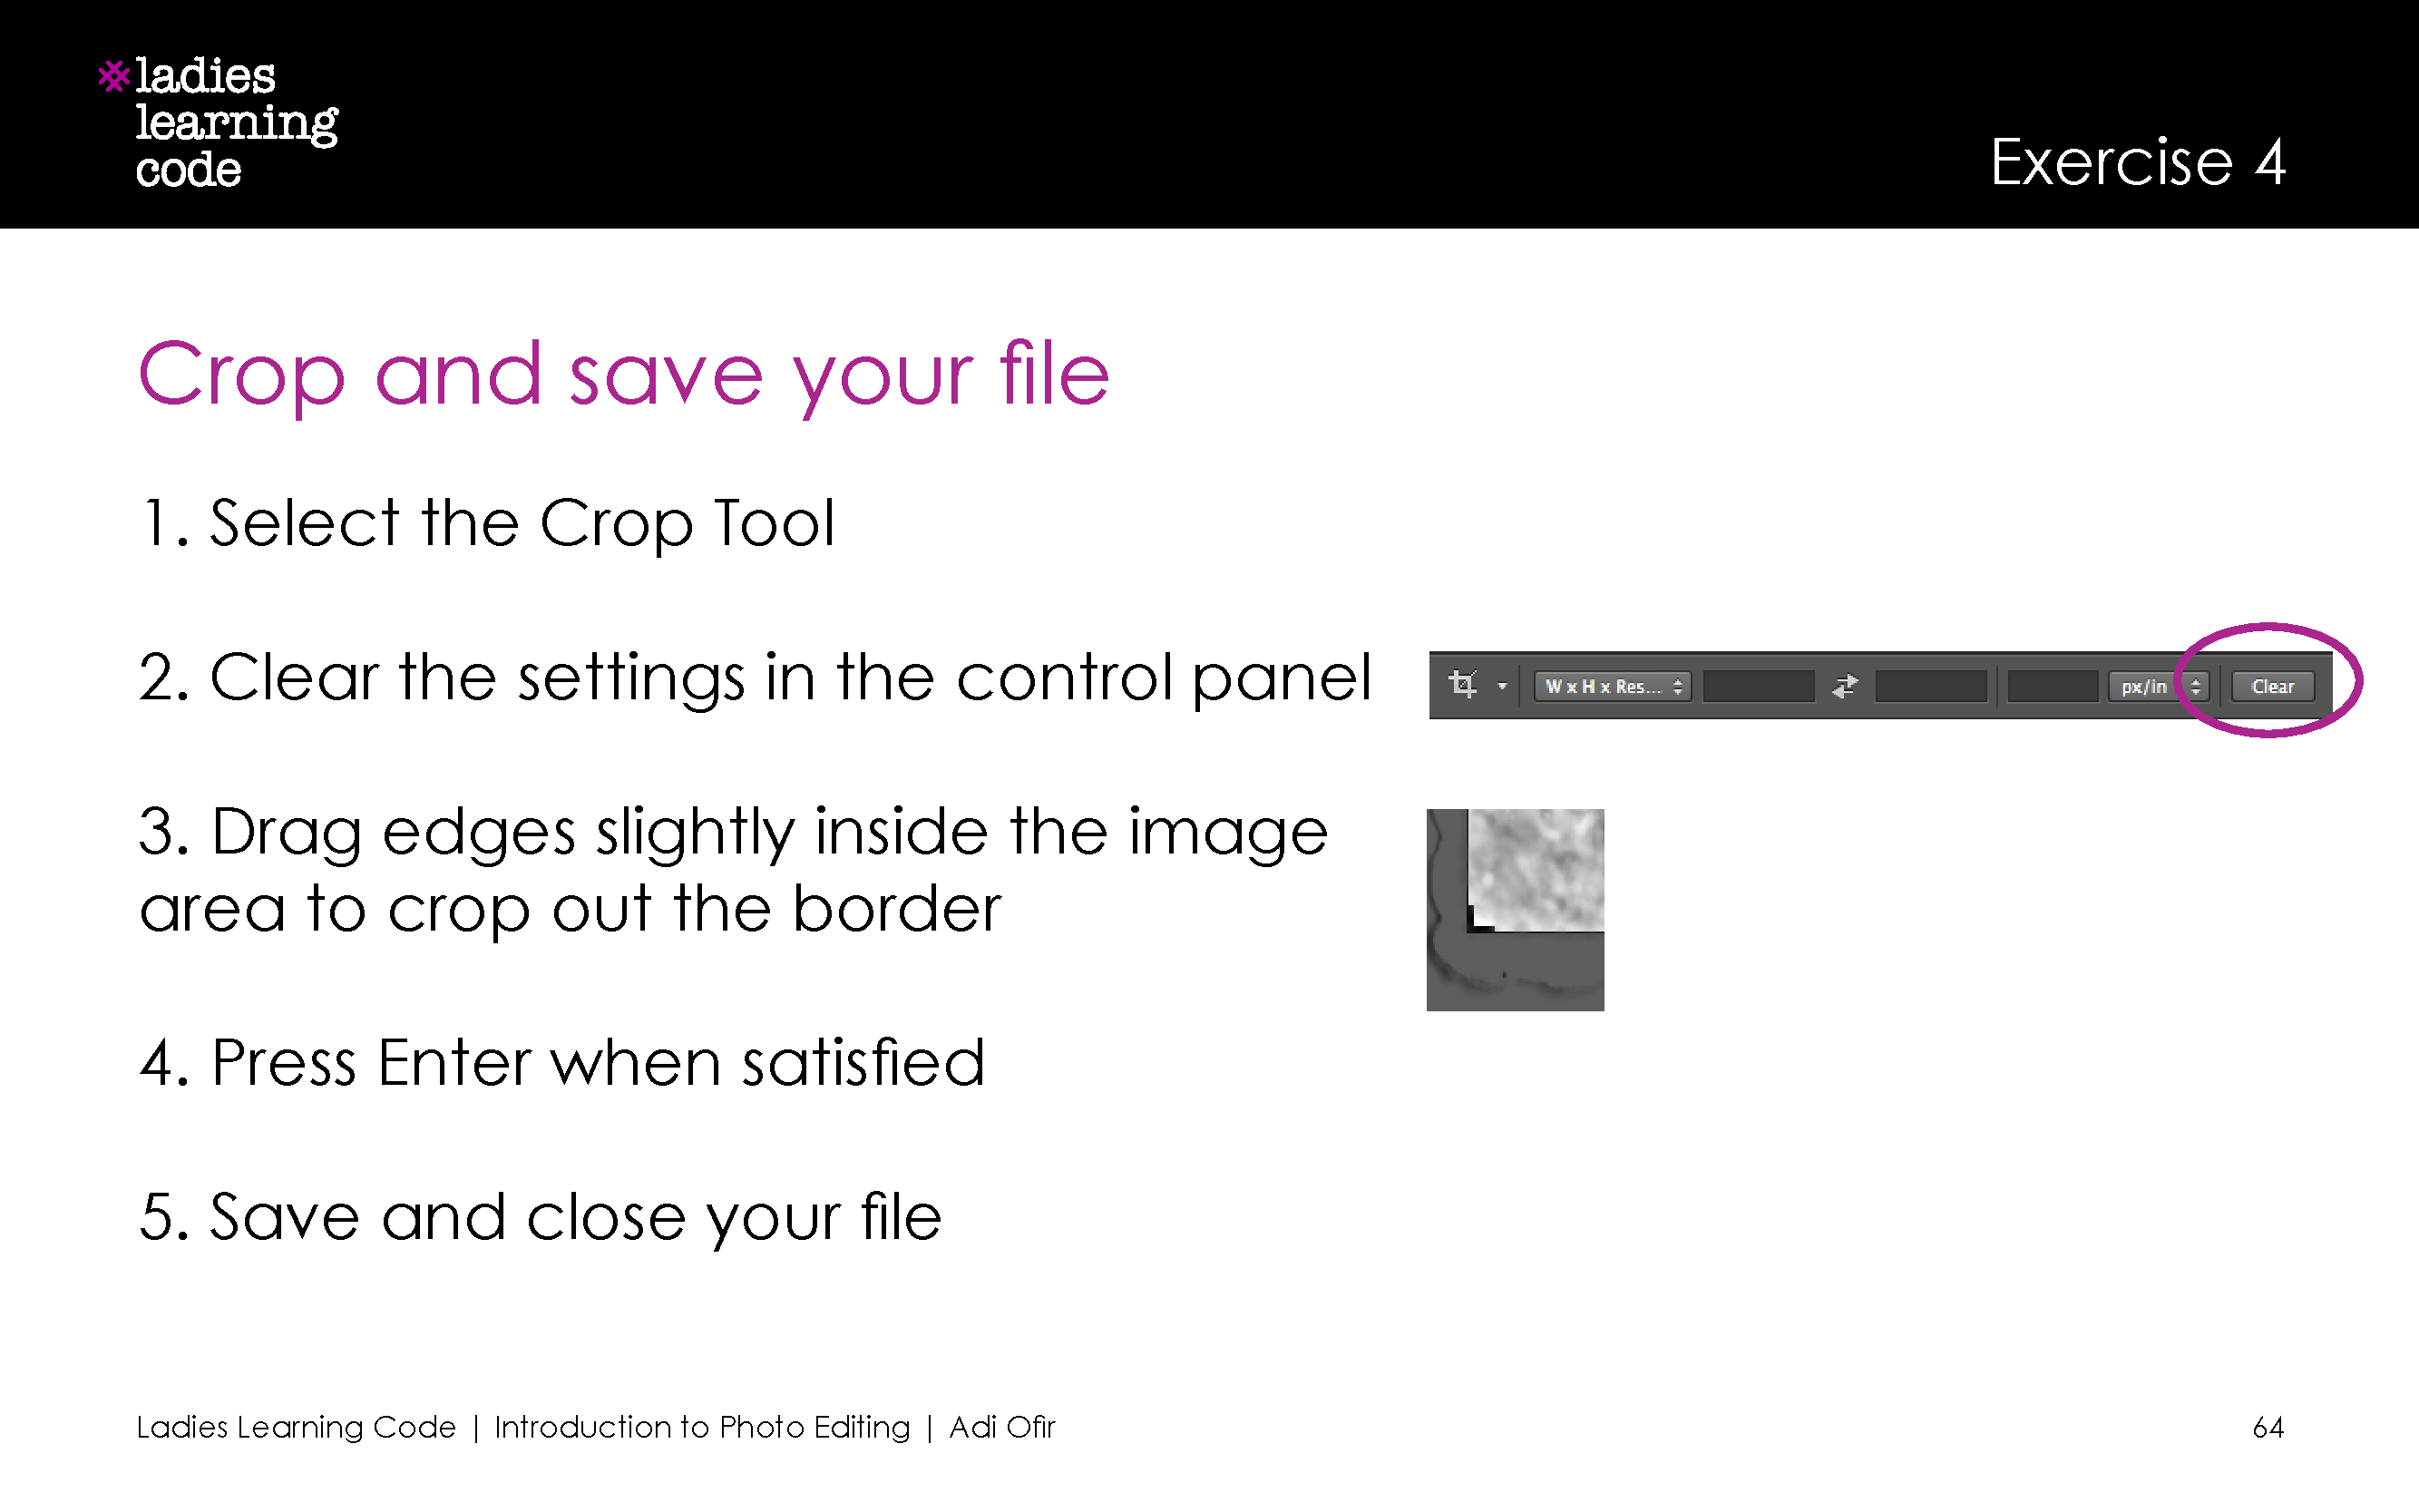 ladies
learning
code
Exercise 4
Crop and save your file
1. Select the Crop Tool
2. Clear the settings in the control panel
W x H x Res... px/in Clear
3. Drag edges slightly inside the image
area to crop out the border
4. Press Enter when satisfied
5. Save and close your file
Ladies Learning Code | Introduction to Photo Editing | Adi Ofir
64